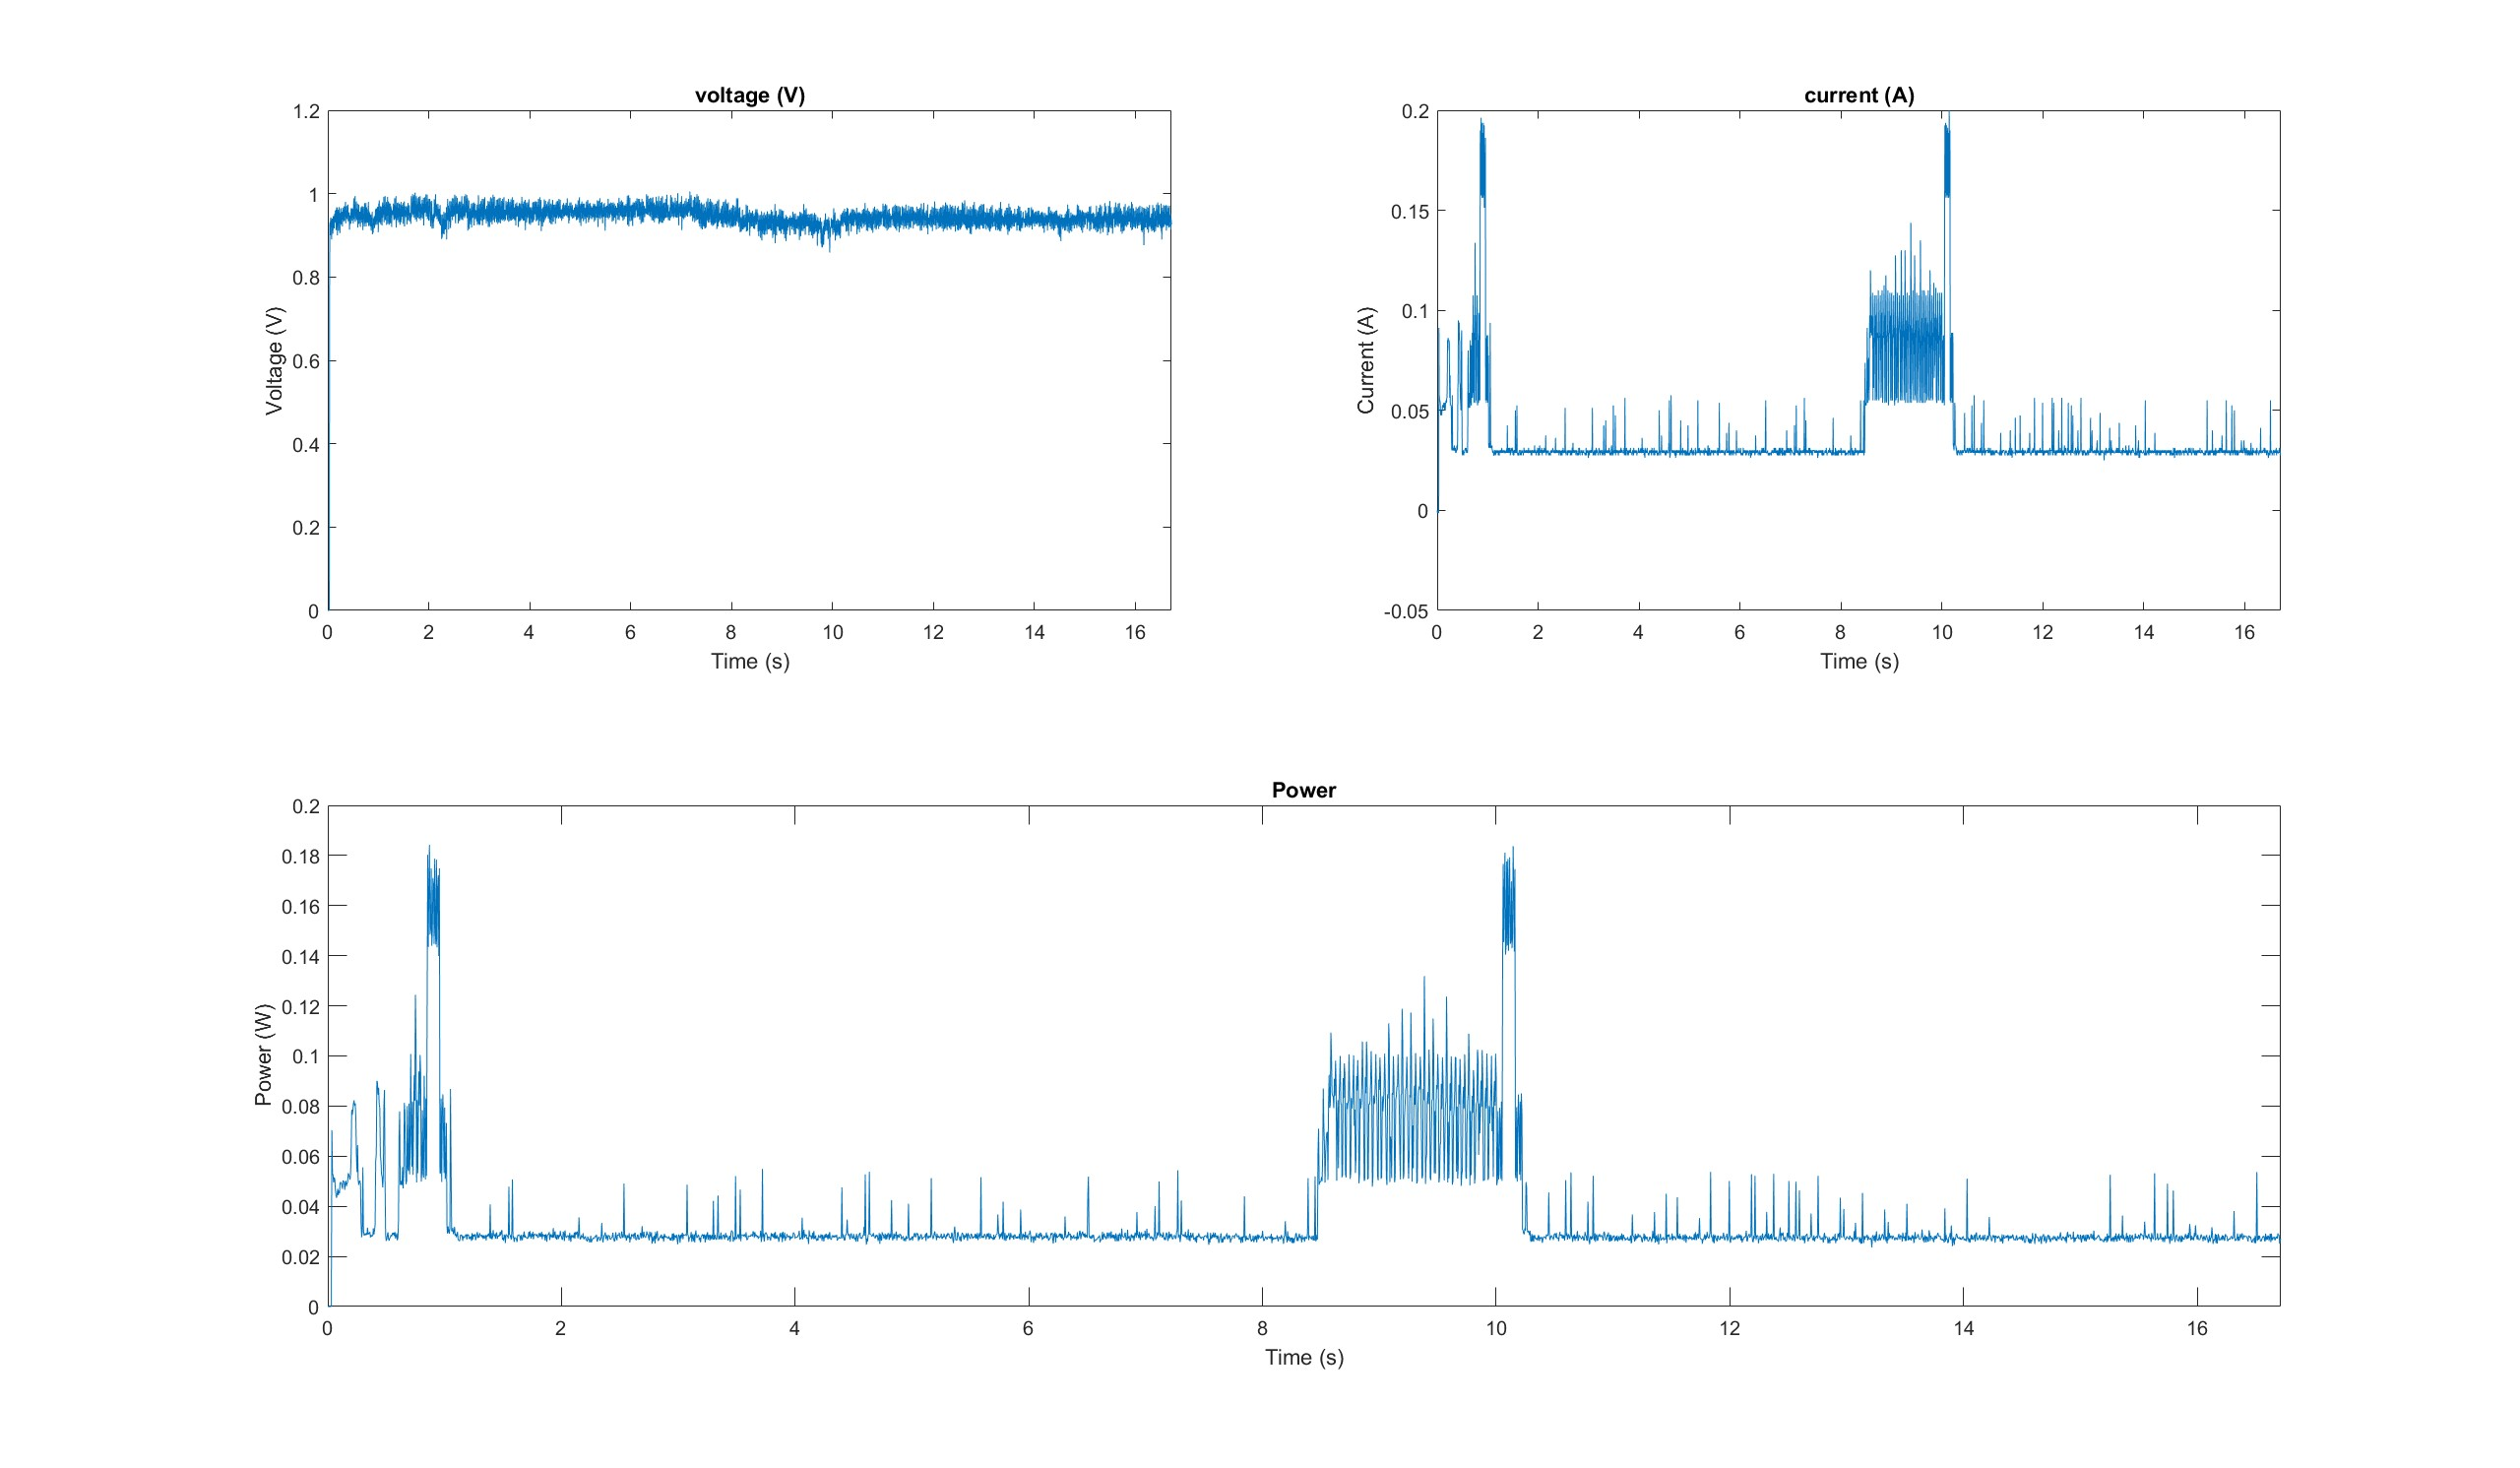 voltage (V)
1.2
1
0.8
0.6
0.4
0.2
0
Voltage (V)
0 2 4 6 8 10 12 14 16
Time (s)
current (A)
0.2
0.15
0.1
0.05
0
-0.05
Current (A)
0 2 4 6 8 10 12 14 16
Time (s)
Power
0.2
0.18
0.16
0.14
0.12
0.1
0.08
0.06
0.04
0.02
0
Power (W)
0 2 4 6 8 10 12 14 16
Time (s)